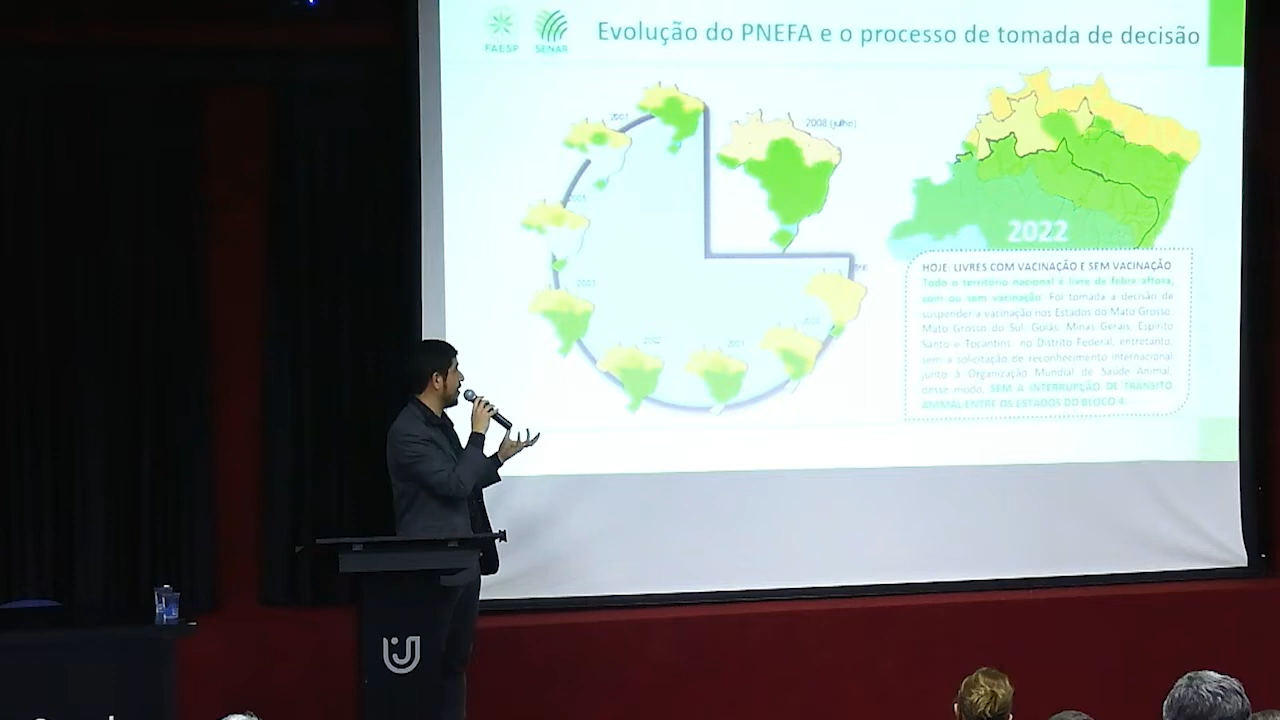 FAESP SENAR
Evolução do PNEFA e o processo de tomada de decisão
2008 (julho)
2022
HOJE: LIVRES COM VACINAÇÃO E SEM VACINAÇÃO
Todo o território nacional é livre de febre aftosa,
com ou sem vacinação. Foi tomada a decisão de
suspender a vacinação nos Estados do Mato Grosso,
Mato Grosso do Sul, Goiás, Minas Gerais, Espírito
Santo e Tocantins no Distrito Federal, entretanto,
sem a solicitação de reconhecimento internacional
junto à Organização Mundial de Saúde Animal,
desse modo, SEM A INTERRUPÇÃO DE TRÂNSITO
ANIMAL ENTRE OS ESTADOS DO BLOCO 4